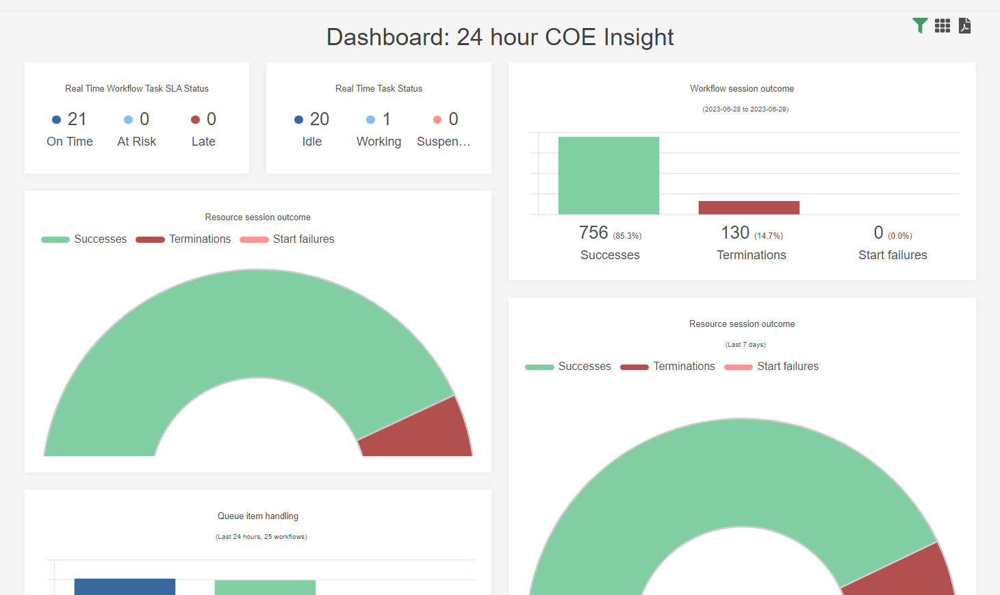 Dashboard: 24 hour COE Insight
Real Time Workflow Task SLA Status
21 0 0
On Time At Risk Late
Real Time Task Status
20 1 0
Idle Working Suspen...
Workflow session outcome
(2023-06-28 to 2023-06-29)
756 (85.3%) 130 (14.7%) 0 (0.0%)
Successes Terminations Start failures
Resource session outcome
Successes Terminations Start failures
Resource session outcome
(Last 7 days)
Successes Terminations Start failures
Queue item handling
(Last 24 hours, 25 workflows)